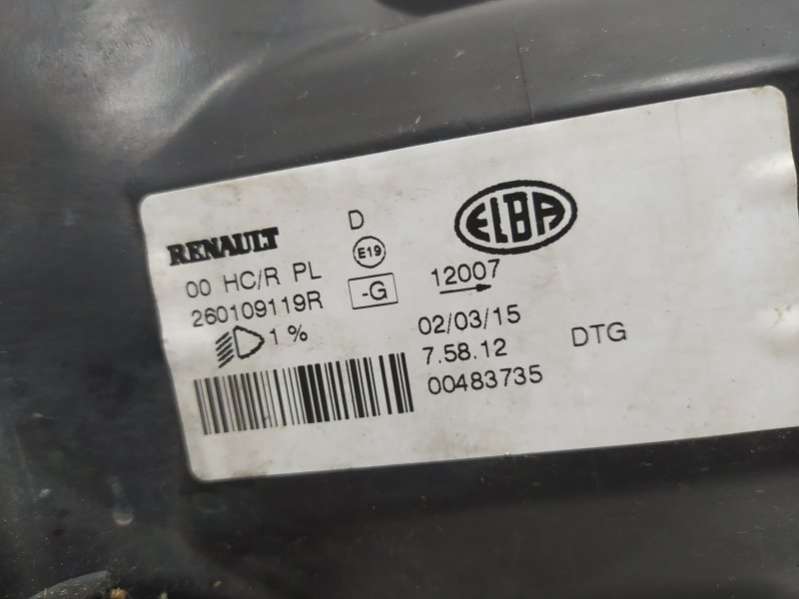 RENAULT
D
ELBA
00 HC/R PL
E19
260109119R
-G
12007
1 %
02/03/15
7.58.12
DTG
00483735